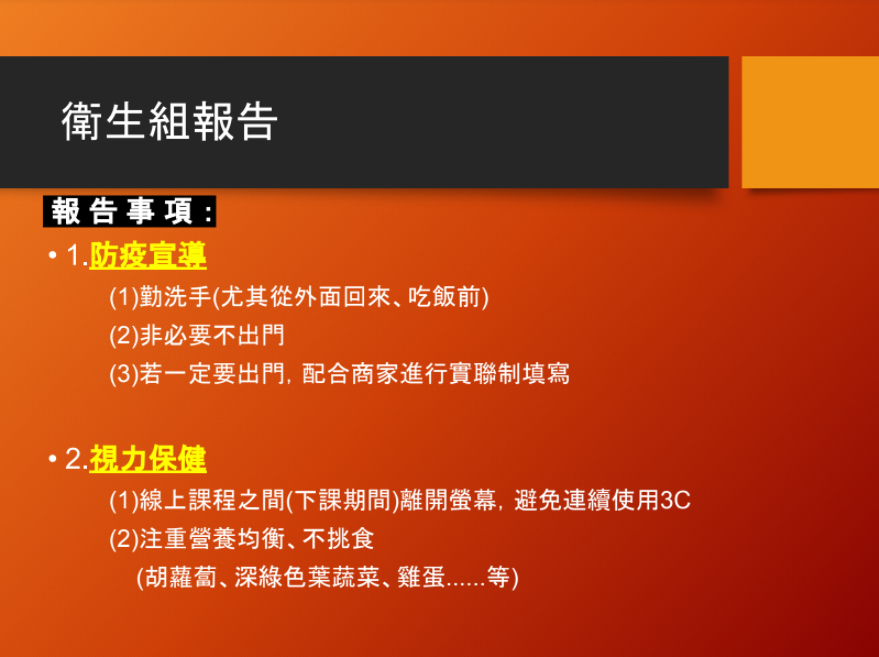 衛生組報告
報告事項:
• 1.防疫宣導
(1)勤洗手(尤其從外面回來、吃飯前)
(2)非必要不出門
(3)若一定要出門,配合商家進行實聯制填寫
• 2.視力保健
(1)線上課程之間(下課期間)離開螢幕,避免連續使用3C
(2)注重營養均衡、不挑食
(胡蘿蔔、深綠色葉蔬菜、雞蛋......等)